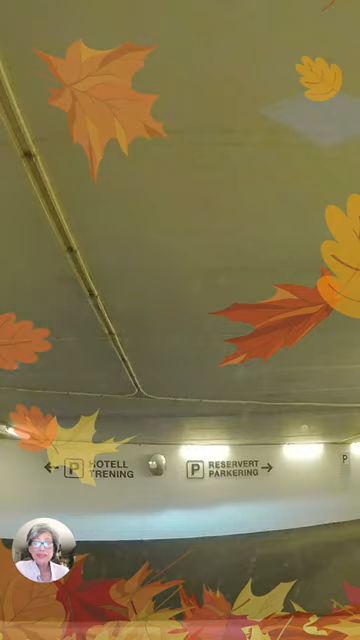 ← P HOTELL
TRENING
P RESERVERT →
PARKERING
P